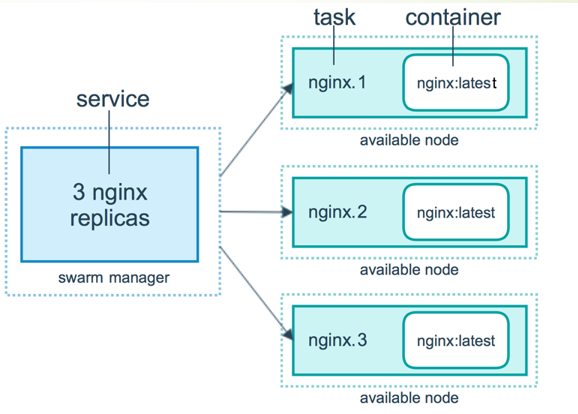 task
container
nginx.1
nginx:latest
available node
service
3 nginx
replicas
swarm manager
nginx.2
nginx:latest
available node
nginx.3
nginx:latest
available node